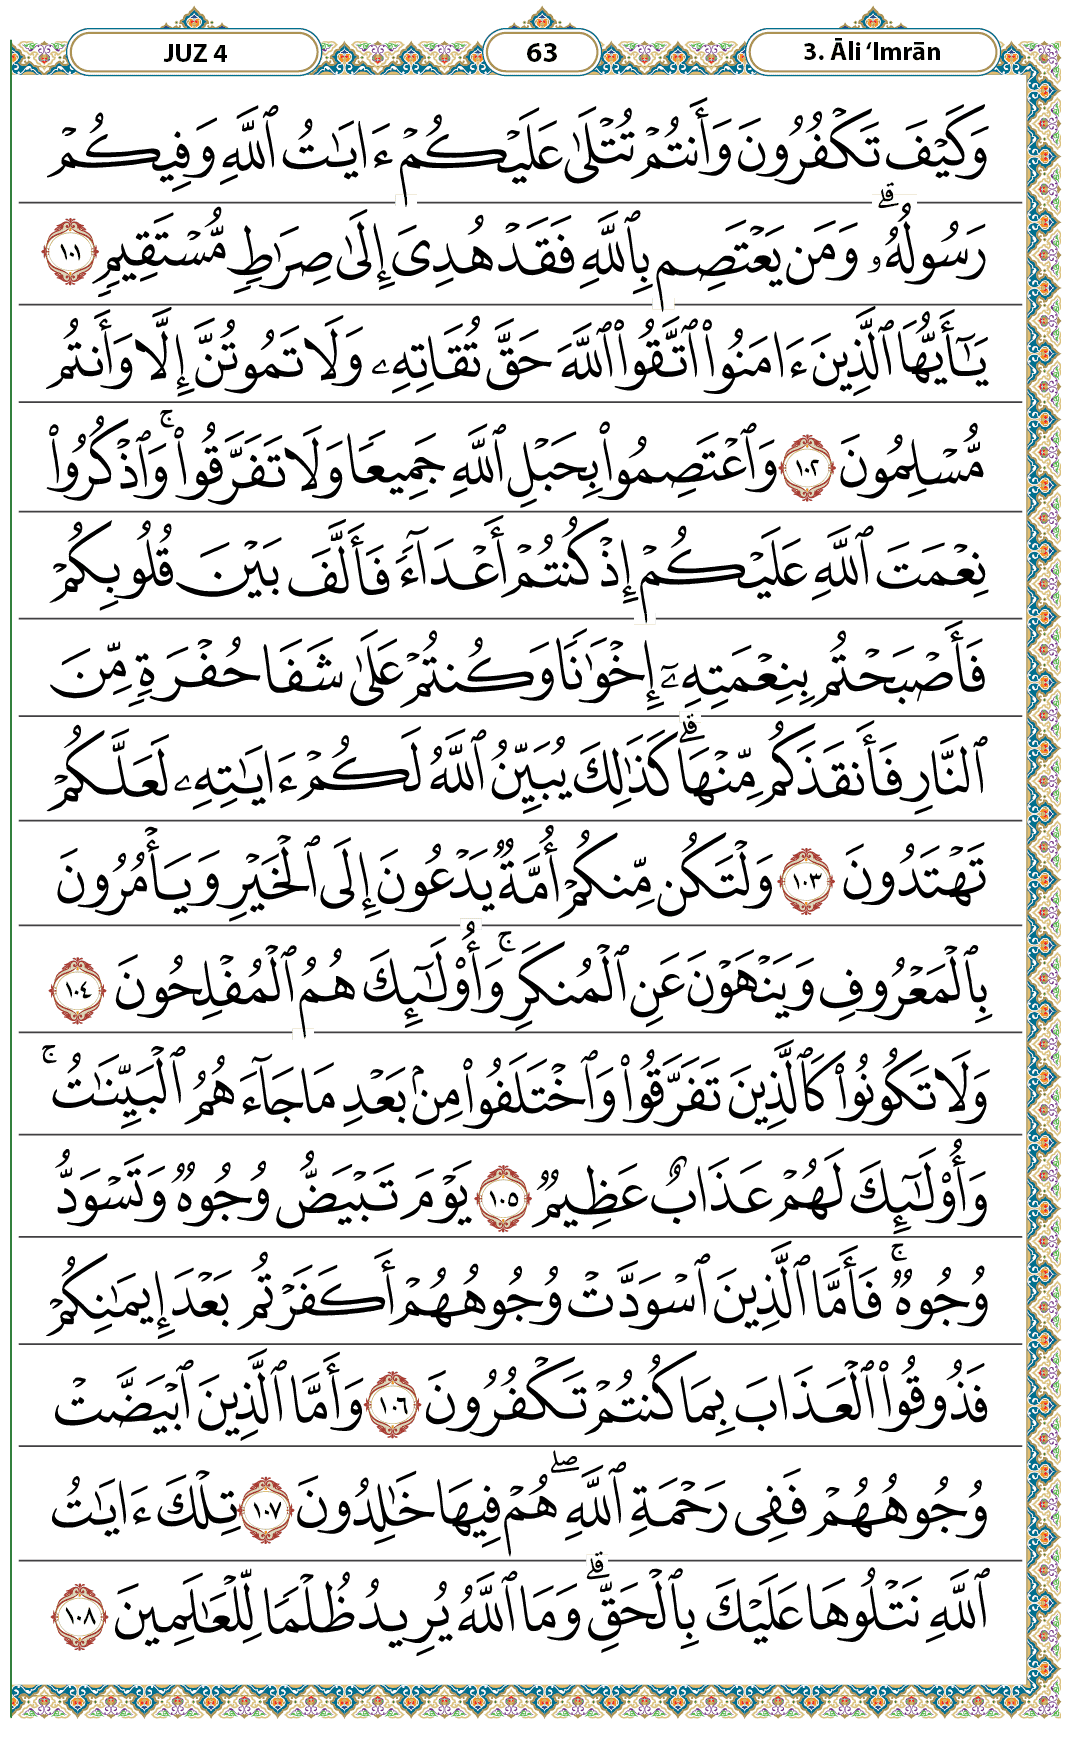 JUZ 4 63 3. Āli ‘Imrān
وَكَيْفَ تَكْفُرُونَ وَأَنتُمْ تُتْلَىٰ عَلَيْكُمْ ءَايَـٰتُ ٱللَّهِ وَفِيكُمْ
رَسُولُهُۥ ۗ وَمَن يَعْتَصِم بِٱللَّهِ فَقَدْ هُدِىَ إِلَىٰ صِرَٰطٍ مُّسْتَقِيمٍ ١٠١
يَـٰٓأَيُّهَا ٱلَّذِينَ ءَامَنُوا۟ ٱتَّقُوا۟ ٱللَّهَ حَقَّ تُقَاتِهِۦ وَلَا تَمُوتُنَّ إِلَّا وَأَنتُم
مُّسْلِمُونَ ١٠٢ وَٱعْتَصِمُوا۟ بِحَبْلِ ٱللَّهِ جَمِيعًا وَلَا تَفَرَّقُوا۟ ۚ وَٱذْكُرُوا۟
نِعْمَتَ ٱللَّهِ عَلَيْكُمْ إِذْ كُنتُمْ أَعْدَآءً فَأَلَّفَ بَيْنَ قُلُوبِكُمْ
فَأَصْبَحْتُم بِنِعْمَتِهِۦٓ إِخْوَٰنًا وَكُنتُمْ عَلَىٰ شَفَا حُفْرَةٍ مِّنَ
ٱلنَّارِ فَأَنقَذَكُم مِّنْهَا ۗ كَذَٰلِكَ يُبَيِّنُ ٱللَّهُ لَكُمْ ءَايَـٰتِهِۦ لَعَلَّكُمْ
تَهْتَدُونَ ١٠٣ وَلْتَكُن مِّنكُمْ أُمَّةٌ يَدْعُونَ إِلَى ٱلْخَيْرِ وَيَأْمُرُونَ
بِٱلْمَعْرُوفِ وَيَنْهَوْنَ عَنِ ٱلْمُنكَرِ ۚ وَأُو۟لَـٰٓئِكَ هُمُ ٱلْمُفْلِحُونَ ١٠٤
وَلَا تَكُونُوا۟ كَٱلَّذِينَ تَفَرَّقُوا۟ وَٱخْتَلَفُوا۟ مِنۢ بَعْدِ مَا جَآءَهُمُ ٱلْبَيِّنَـٰتُ ۚ
وَأُو۟لَـٰٓئِكَ لَهُمْ عَذَابٌ عَظِيمٌ ١٠٥ يَوْمَ تَبْيَضُّ وُجُوهٌ وَتَسْوَدُّ
وُجُوهٌ ۚ فَأَمَّا ٱلَّذِينَ ٱسْوَدَّتْ وُجُوهُهُمْ أَكَفَرْتُم بَعْدَ إِيمَـٰنِكُمْ
فَذُوقُوا۟ ٱلْعَذَابَ بِمَا كُنتُمْ تَكْفُرُونَ ١٠٦ وَأَمَّا ٱلَّذِينَ ٱبْيَضَّتْ
وُجُوهُهُمْ فَفِى رَحْمَةِ ٱللَّهِ ۖ هُمْ فِيهَا خَـٰلِدُونَ ١٠٧ تِلْكَ ءَايَـٰتُ
ٱللَّهِ نَتْلُوهَا عَلَيْكَ بِٱلْحَقِّ ۗ وَمَا ٱللَّهُ يُرِيدُ ظُلْمًا لِّلْعَـٰلَمِينَ ١٠٨